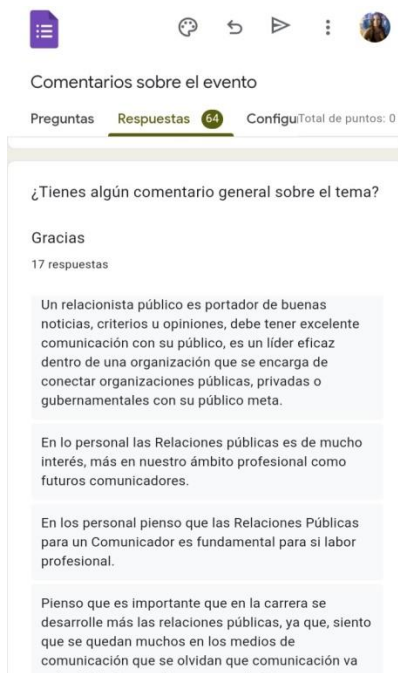 Comentarios sobre el evento
Preguntas Respuestas 64 Configu Total de puntos: 0
¿Tienes algún comentario general sobre el tema?
Gracias
17 respuestas
Un relacionista público es portador de buenas
noticias, criterios u opiniones, debe tener excelente
comunicación con su público, es un líder eficaz
dentro de una organización que se encarga de
conectar organizaciones públicas, privadas o
gubernamentales con su público meta.
En lo personal las Relaciones públicas es de mucho
interés, más en nuestro ámbito profesional como
futuros comunicadores.
En los personal pienso que las Relaciones Públicas
para un Comunicador es fundamental para si labor
profesional.
Pienso que es importante que en la carrera se
desarrolle más las relaciones públicas, ya que, siento
que se quedan muchos en los medios de
comunicación que se olvidan que comunicación va